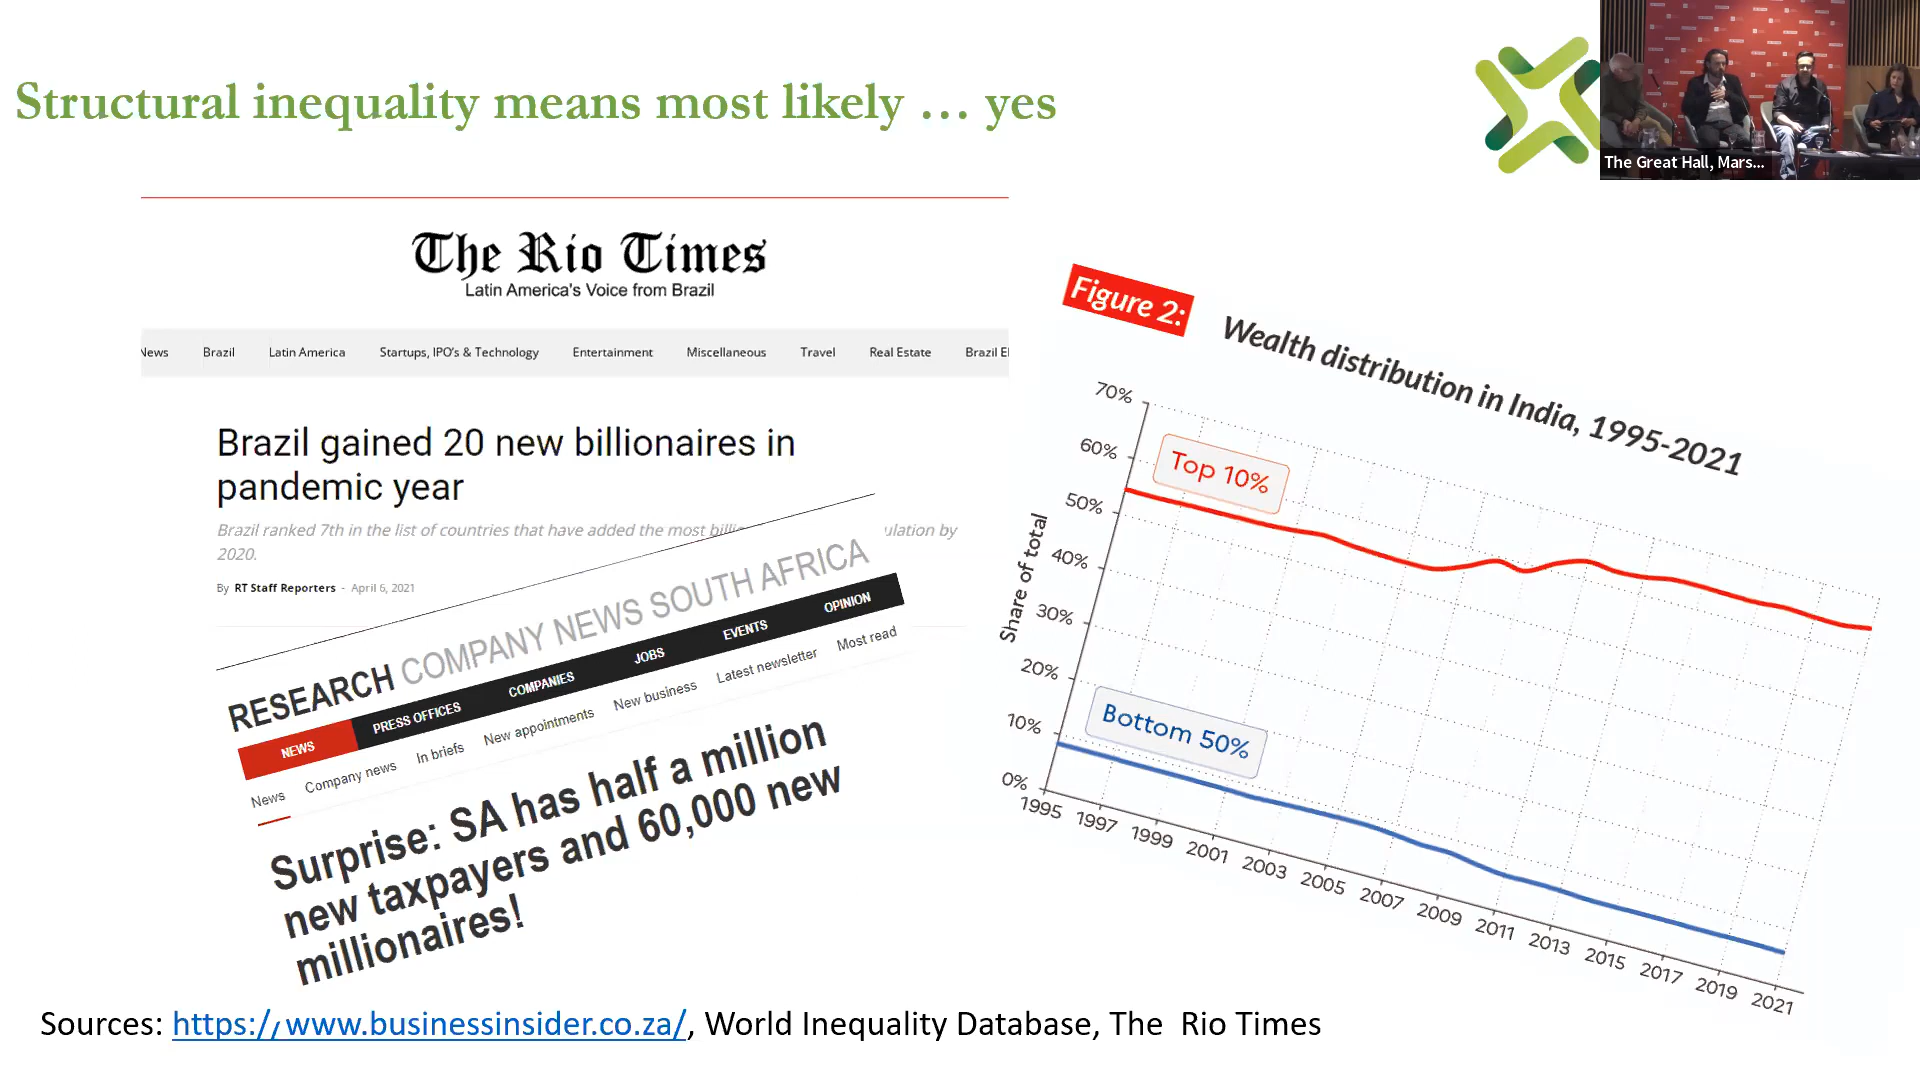 Structural inequality means most likely … yes
The Great Hall, Mars...
The Rio Times
Latin America's Voice from Brazil
News Brazil Latin America Startups, IPO's & Technology Entertainment Miscellaneous Travel Real Estate Brazil
Brazil gained 20 new billionaires in
pandemic year
Brazil ranked 7th in the list of countries that have added the most by
2020.
By RT Staff Reporters - April 6, 2021
RESEARCH COMPANY NEWS SOUTH AFRICA
NEWS PRESS OFFICES COMPANIES JOBS EVENTS OPINION
News Company news In briefs New appointments New business Latest newsletter Most read
Surprise: SA has half a million
new taxpayers and 60,000 new
millionaires!
Figure 2: Wealth distribution in India, 1995-2021
Share of total
70%
60%
50%
40%
30%
20%
10%
0%
Top 10%
Bottom 50%
1995 1997 1999 2001 2003 2005 2007 2009 2011 2013 2015 2017 2019 2021
Sources: https://www.businessinsider.co.za/, World Inequality Database, The Rio Times